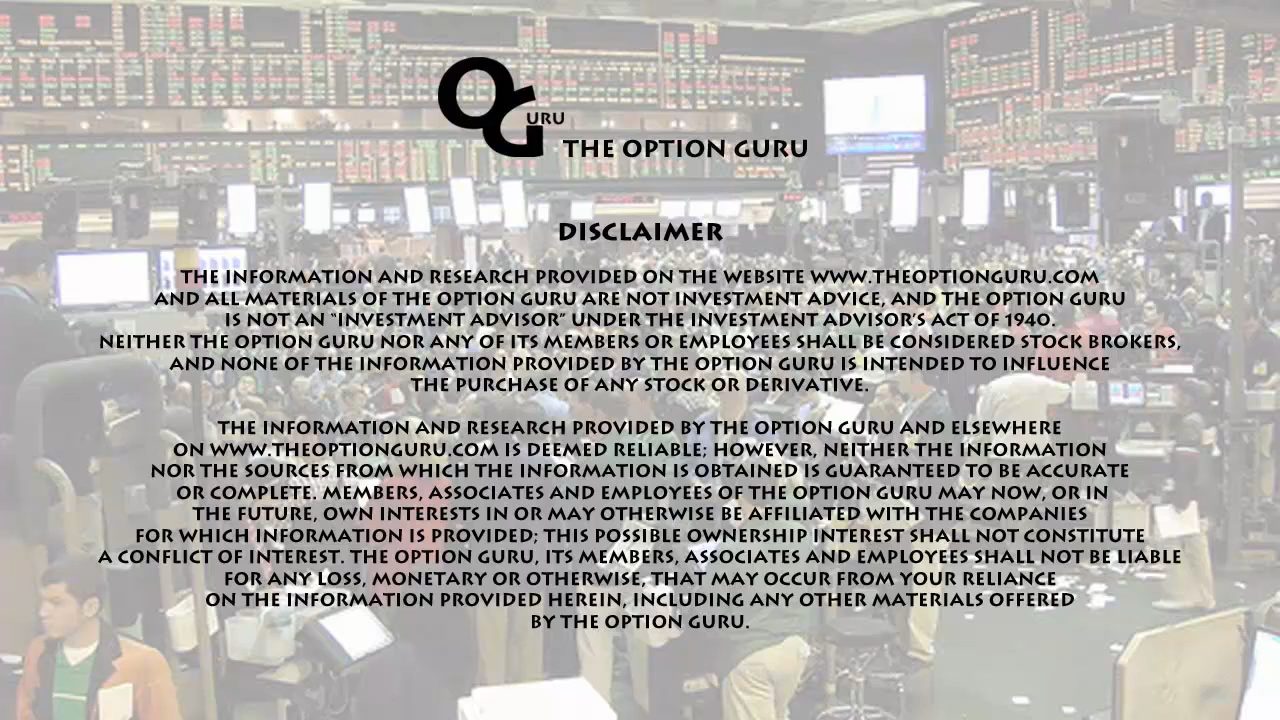 OG URU
THE OPTION GURU
DISCLAIMER
THE INFORMATION AND RESEARCH PROVIDED ON THE WEBSITE WWW.THEOPTIONGURU.COM
AND ALL MATERIALS OF THE OPTION GURU ARE NOT INVESTMENT ADVICE, AND THE OPTION GURU
IS NOT AN “INVESTMENT ADVISOR” UNDER THE INVESTMENT ADVISOR’S ACT OF 1940.
NEITHER THE OPTION GURU NOR ANY OF ITS MEMBERS OR EMPLOYEES SHALL BE CONSIDERED STOCK BROKERS,
AND NONE OF THE INFORMATION PROVIDED BY THE OPTION GURU IS INTENDED TO INFLUENCE
THE PURCHASE OF ANY STOCK OR DERIVATIVE.
THE INFORMATION AND RESEARCH PROVIDED BY THE OPTION GURU AND ELSEWHERE
ON WWW.THEOPTIONGURU.COM IS DEEMED RELIABLE; HOWEVER, NEITHER THE INFORMATION
NOR THE SOURCES FROM WHICH THE INFORMATION IS OBTAINED IS GUARANTEED TO BE ACCURATE
OR COMPLETE. MEMBERS, ASSOCIATES AND EMPLOYEES OF THE OPTION GURU MAY NOW, OR IN
THE FUTURE, OWN INTERESTS IN OR MAY OTHERWISE BE AFFILIATED WITH THE COMPANIES
FOR WHICH INFORMATION IS PROVIDED; THIS POSSIBLE OWNERSHIP INTEREST SHALL NOT CONSTITUTE
A CONFLICT OF INTEREST. THE OPTION GURU, ITS MEMBERS, ASSOCIATES AND EMPLOYEES SHALL NOT BE LIABLE
FOR ANY LOSS, MONETARY OR OTHERWISE, THAT MAY OCCUR FROM YOUR RELIANCE
ON THE INFORMATION PROVIDED HEREIN, INCLUDING ANY OTHER MATERIALS OFFERED
BY THE OPTION GURU.